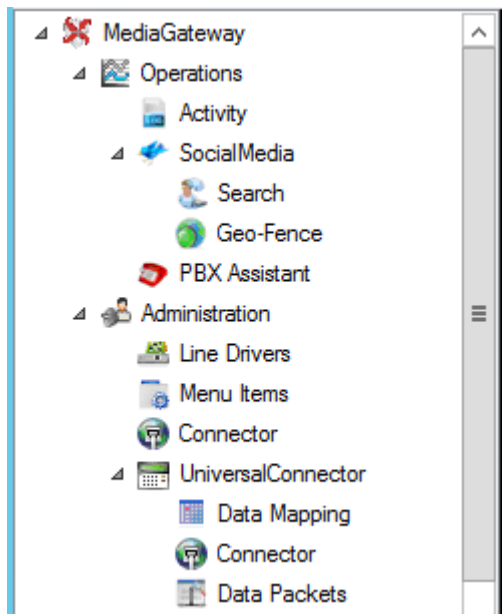 MediaGateway
Operations
Activity
SocialMedia
Search
Geo-Fence
PBX Assistant
Administration
Line Drivers
Menu Items
Connector
UniversalConnector
Data Mapping
Connector
Data Packets